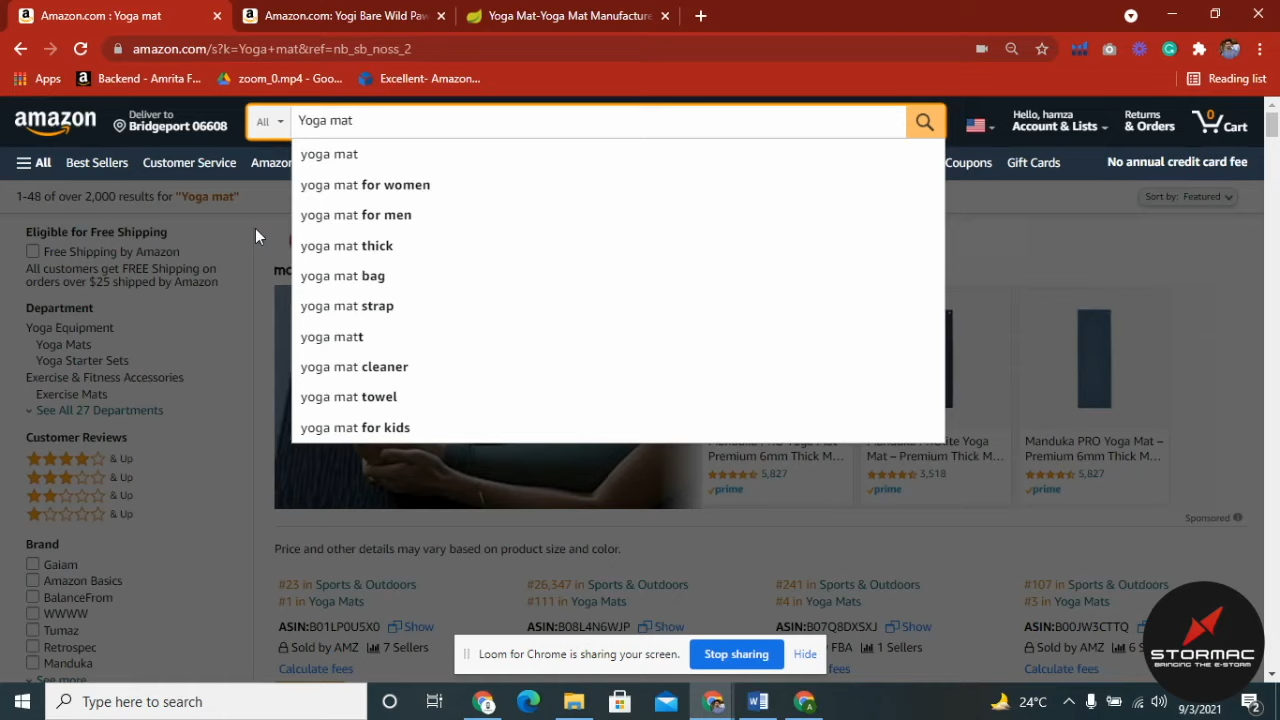 Amazon.com : Yoga mat
Amazon.com: Yogi Bare Wild Paw
Yoga Mat-Yoga Mat Manufacture
amazon.com/s?k=Yoga+mat&ref=nb_sb_noss_2
Apps
Backend - Amrita F...
zoom_0.mp4 - Goo...
Excellent- Amazon...
Reading list
amazon
Deliver to
Bridgeport 06608
All
Yoga mat
Hello, hamza
Account & Lists
Returns
& Orders
0
Cart
All
Best Sellers
Customer Service
Amazon
Coupons
Gift Cards
No annual credit card fee
1-48 of over 2,000 results for "Yoga mat"
Sort by: Featured
yoga mat
yoga mat for women
yoga mat for men
yoga mat thick
yoga mat bag
yoga mat strap
yoga matt
yoga mat cleaner
yoga mat towel
yoga mat for kids
Eligible for Free Shipping
Free Shipping by Amazon
All customers get FREE Shipping on
orders over $25 shipped by Amazon
Department
Yoga Equipment
Yoga Mats
Yoga Starter Sets
Exercise & Fitness Accessories
Exercise Mats
See All 27 Departments
Customer Reviews
& Up
& Up
& Up
& Up
Brand
Gaiam
Amazon Basics
BalanceFrom
WWWW
Tumaz
Retrospec
Manduka
See more
Manduka PRO Yoga Mat –
Premium 6mm Thick M...
5,827
prime
Mat – Premium Thick M...
3,518
prime
Manduka PRO Yoga Mat –
Premium 6mm Thick M...
5,827
prime
Sponsored
Price and other details may vary based on product size and color.
#23 in Sports & Outdoors
#1 in Yoga Mats
ASIN:B01LP0U5X0 Show
Sold by AMZ 7 Sellers
Calculate fees
#26,347 in Sports & Outdoors
#111 in Yoga Mats
ASIN:B08L4N6WJP Show
#241 in Sports & Outdoors
#4 in Yoga Mats
ASIN:B07Q8DXSXJ Show
FBA 1 Sellers
fees
#107 in Sports & Outdoors
#3 in Yoga Mats
ASIN:B00JW3CTTQ
Sold by AMZ 6
Calculate fees
Loom for Chrome is sharing your screen.
Stop sharing
Hide
STORMAC
BRINGING THE E-STORM
Type here to search
24°C
9/3/2021
2